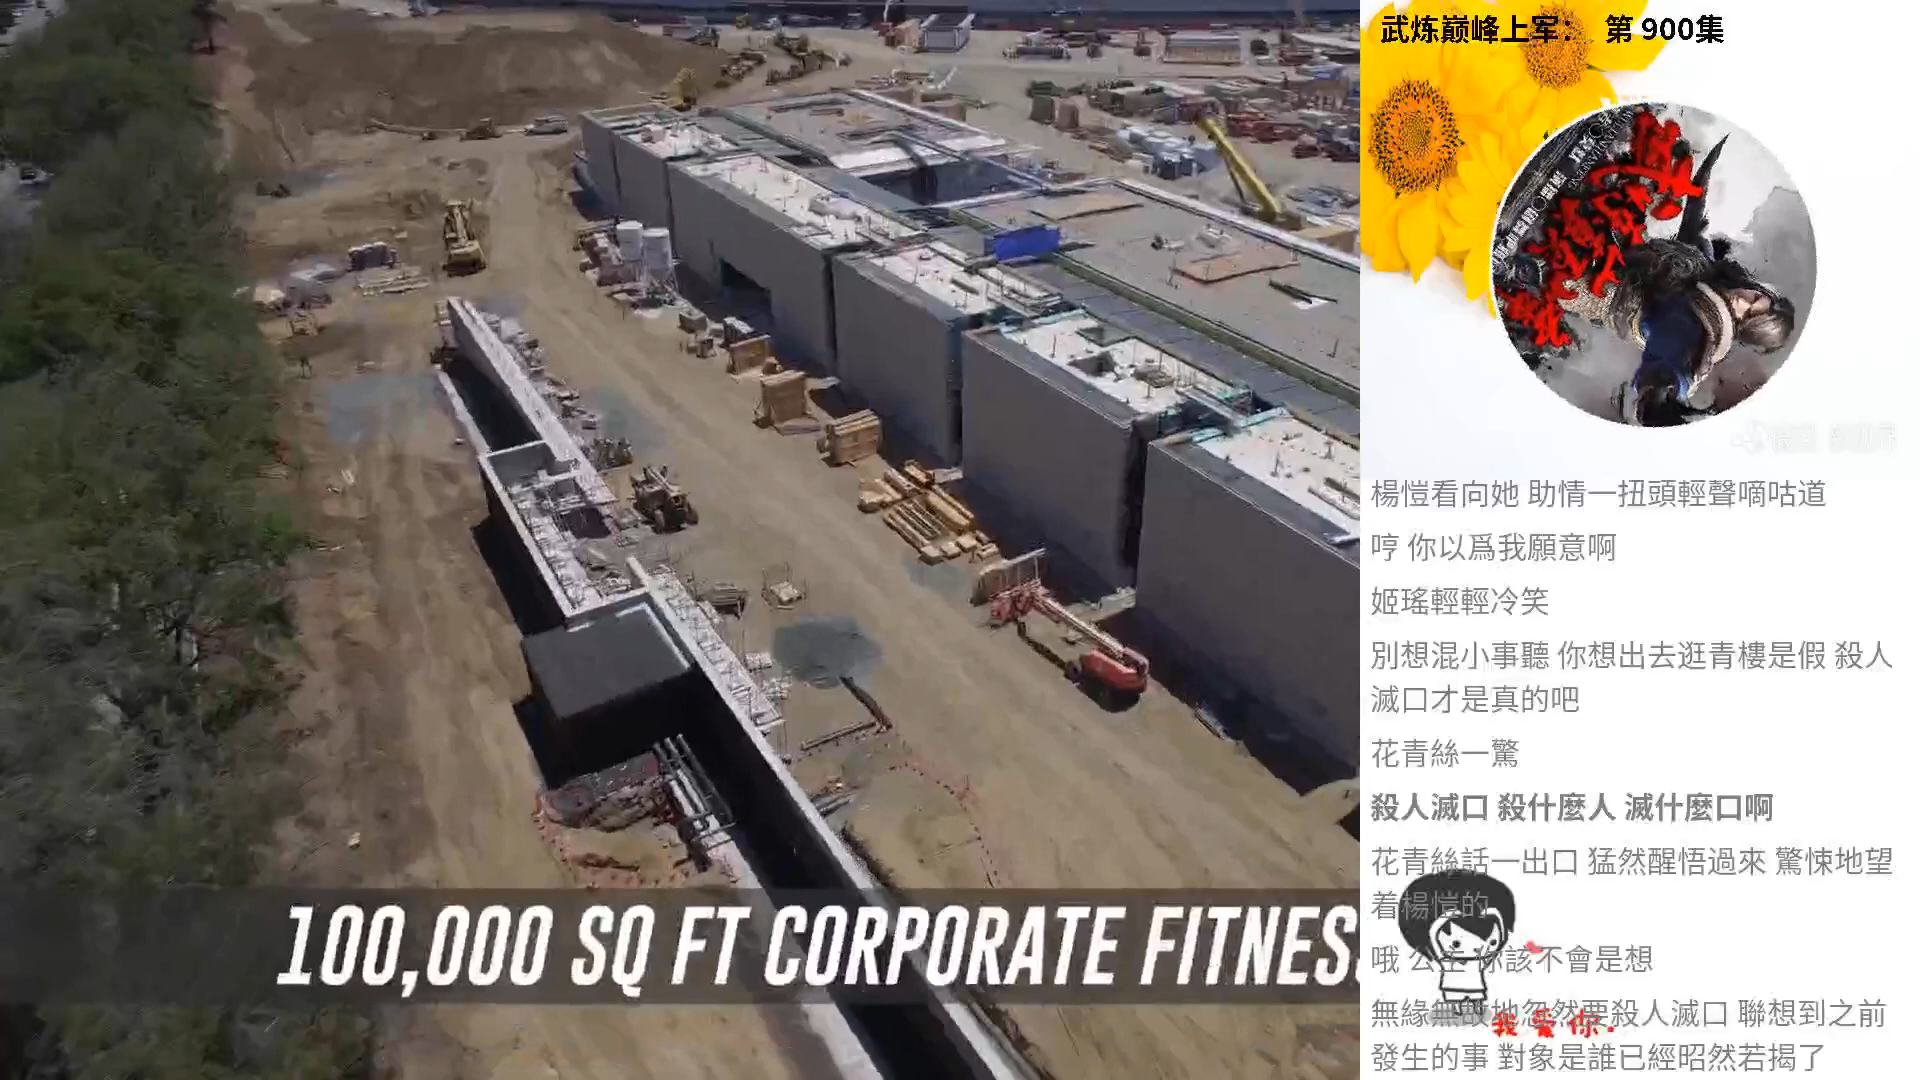 武炼巅峰上军： 第 900集
楊愷看向她 助情一扭頭輕聲嘀咕道
哼 你以爲我願意啊
姬瑤輕輕冷笑
別想混小事聽 你想出去逛青樓是假 殺人
滅口才是真的吧
花青絲一驚
殺人滅口 殺什麼人 滅什麼口啊
花青絲話一出口 猛然醒悟過來 驚悚地望
着楊愷的
哦 公主 你該不會是想
無緣無故地忽然要殺人滅口 聯想到之前
發生的事 對象是誰已經昭然若揭了
我爱你.
100,000 SQ FT CORPORATE FITNES